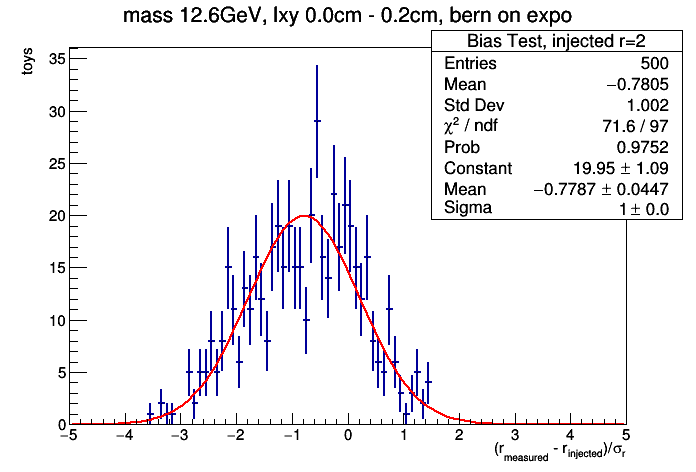 mass 12.6GeV, lxy 0.0cm - 0.2cm, bern on expo
Bias Test, injected r=2
Entries 500
Mean −0.7805
Std Dev 1.002
χ² / ndf 71.6 / 97
Prob 0.9752
Constant 19.95 ± 1.09
Mean −0.7787 ± 0.0447
Sigma 1 ± 0.0
toys
35
30
25
20
15
10
5
0
−5 −4 −3 −2 −1 0 1 2 3 4 5
(r_measured - r_injected)/σ_r